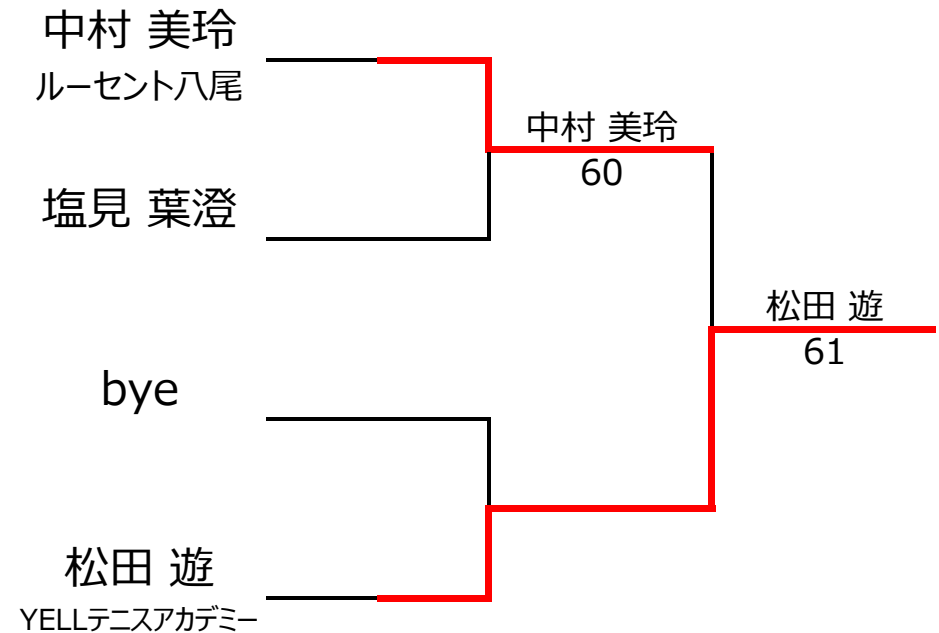 中村 美玲
ルーセント八尾
中村 美玲
60
塩見 葉澄
松田 遊
61
bye
松田 遊
YELLテニスアカデミー